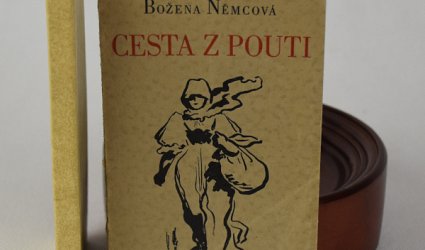 Božena Němcová
CESTA Z POUTI